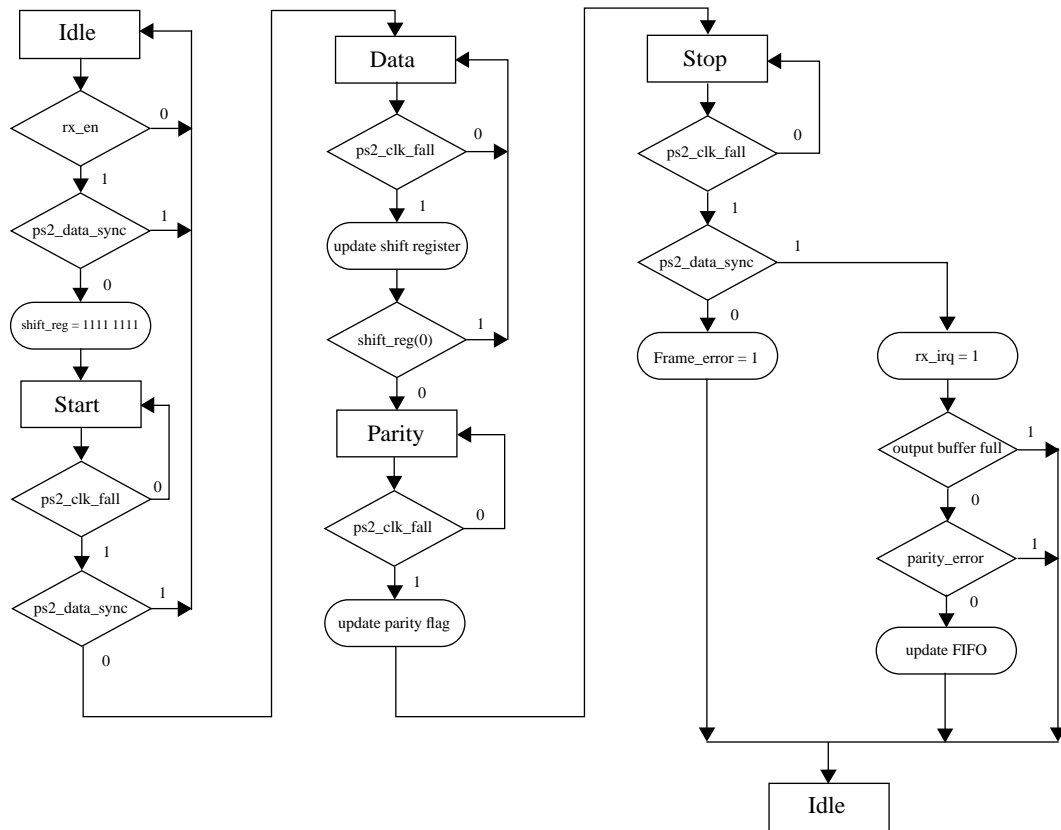 Idle
0
rx_en
1
ps2_data_sync
1
0
shift_reg = 1111 1111
Start
ps2_clk_fall
0
1
ps2_data_sync
1
0
Data
0
ps2_clk_fall
1
update shift register
shift_reg(0)
1
0
Parity
ps2_clk_fall
0
1
update parity flag
Stop
ps2_clk_fall
0
1
ps2_data_sync
1
0
Frame_error = 1
rx_irq = 1
output buffer full
1
0
parity_error
1
0
update FIFO
Idle